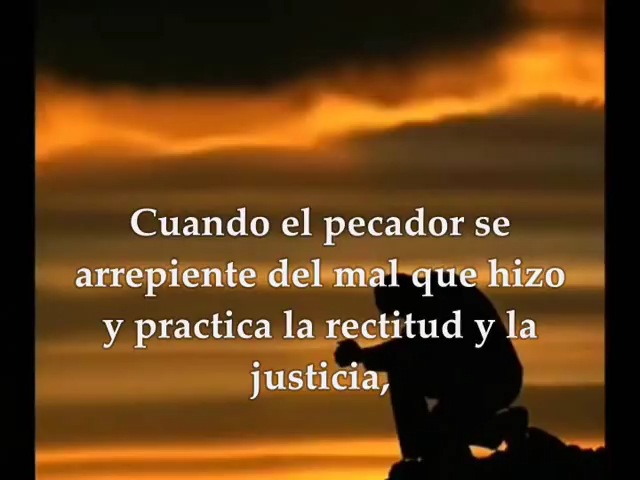 Cuando el pecador se
arrepiente del mal que hizo
y practica la rectitud y la
justicia,